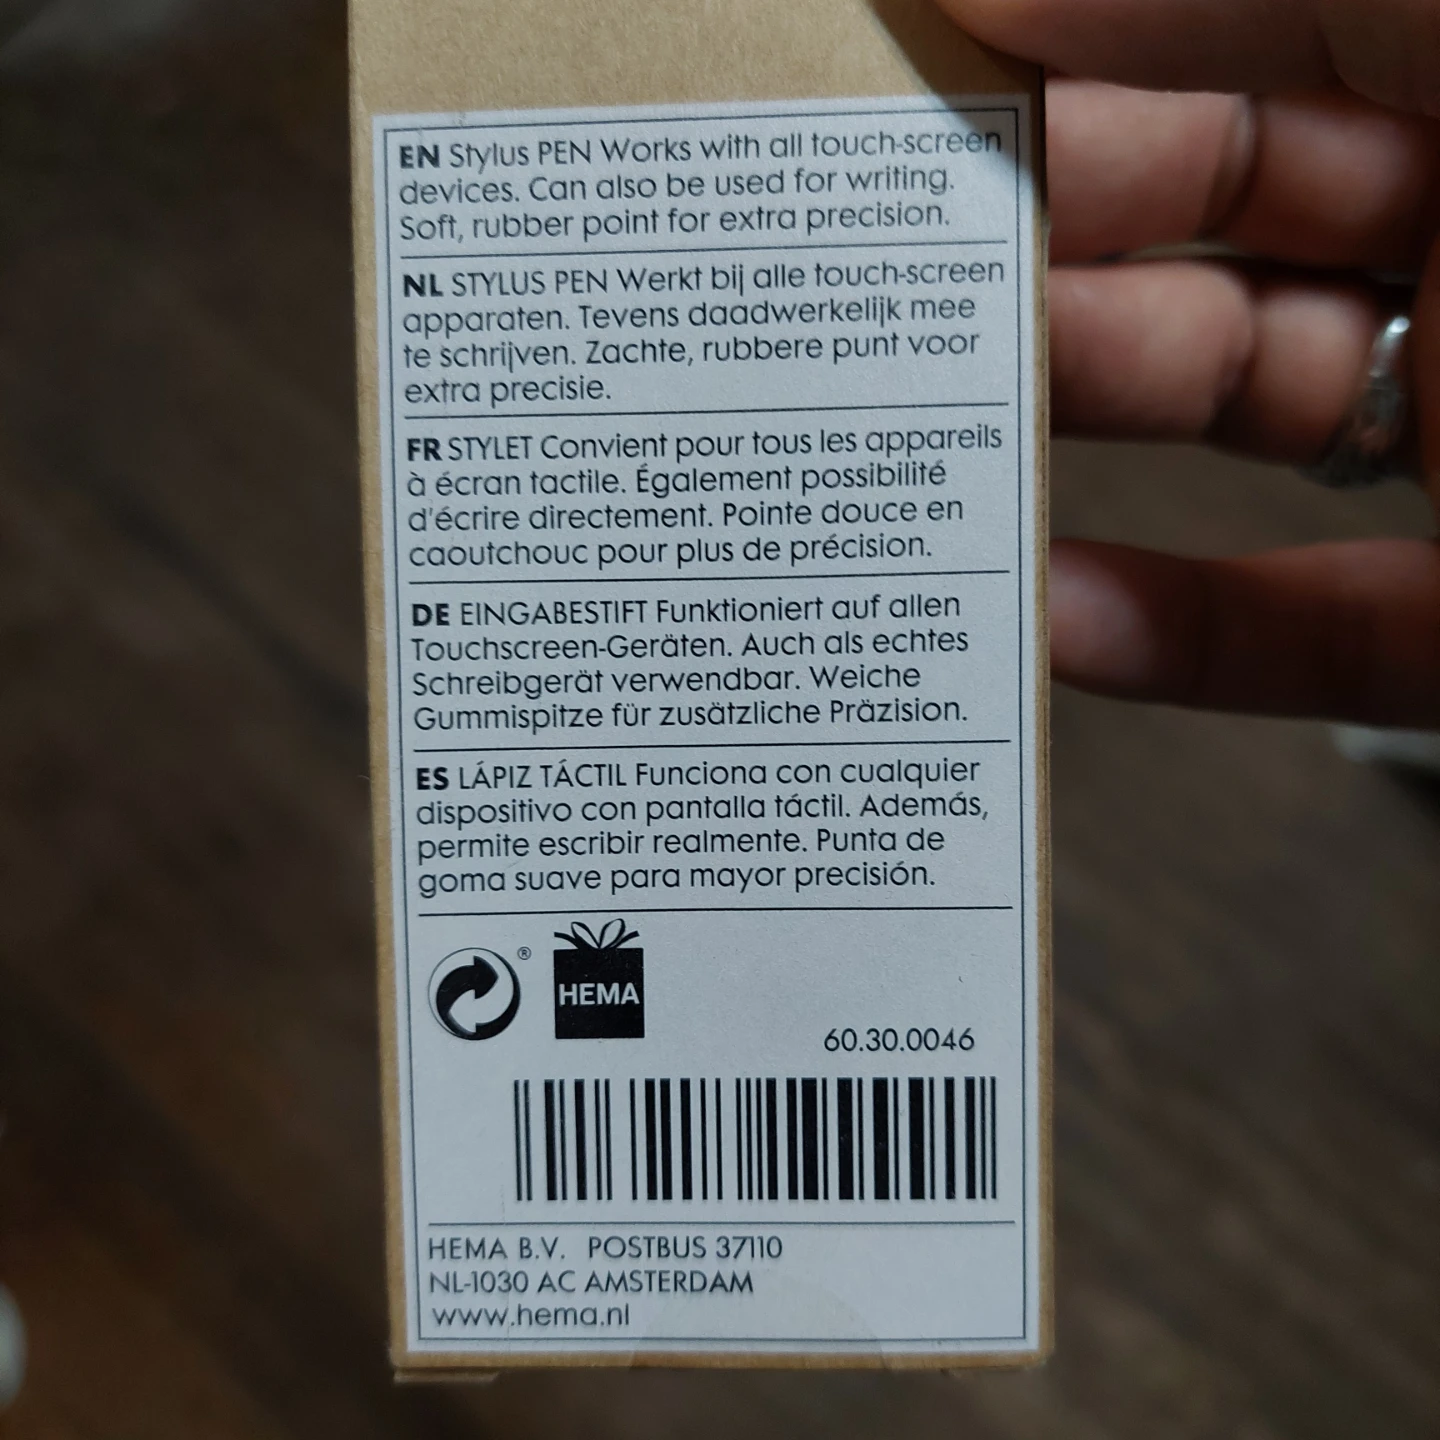 EN Stylus PEN Works with all touch-screen
devices. Can also be used for writing.
Soft, rubber point for extra precision.
NL STYLUS PEN Werkt bij alle touch-screen
apparaten. Tevens daadwerkelijk mee
te schrijven. Zachte, rubbere punt voor
extra precisie.
FR STYLET Convient pour tous les appareils
à écran tactile. Également possibilité
d'écrire directement. Pointe douce en
caoutchouc pour plus de précision.
DE EINGABESTIFT Funktioniert auf allen
Touchscreen-Geräten. Auch als echtes
Schreibgerät verwendbar. Weiche
Gummispitze für zusätzliche Präzision.
ES LÁPIZ TÁCTIL Funciona con cualquier
dispositivo con pantalla táctil. Además,
permite escribir realmente. Punta de
goma suave para mayor precisión.
®
HEMA
60.30.0046
HEMA B.V. POSTBUS 37110
NL-1030 AC AMSTERDAM
www.hema.nl